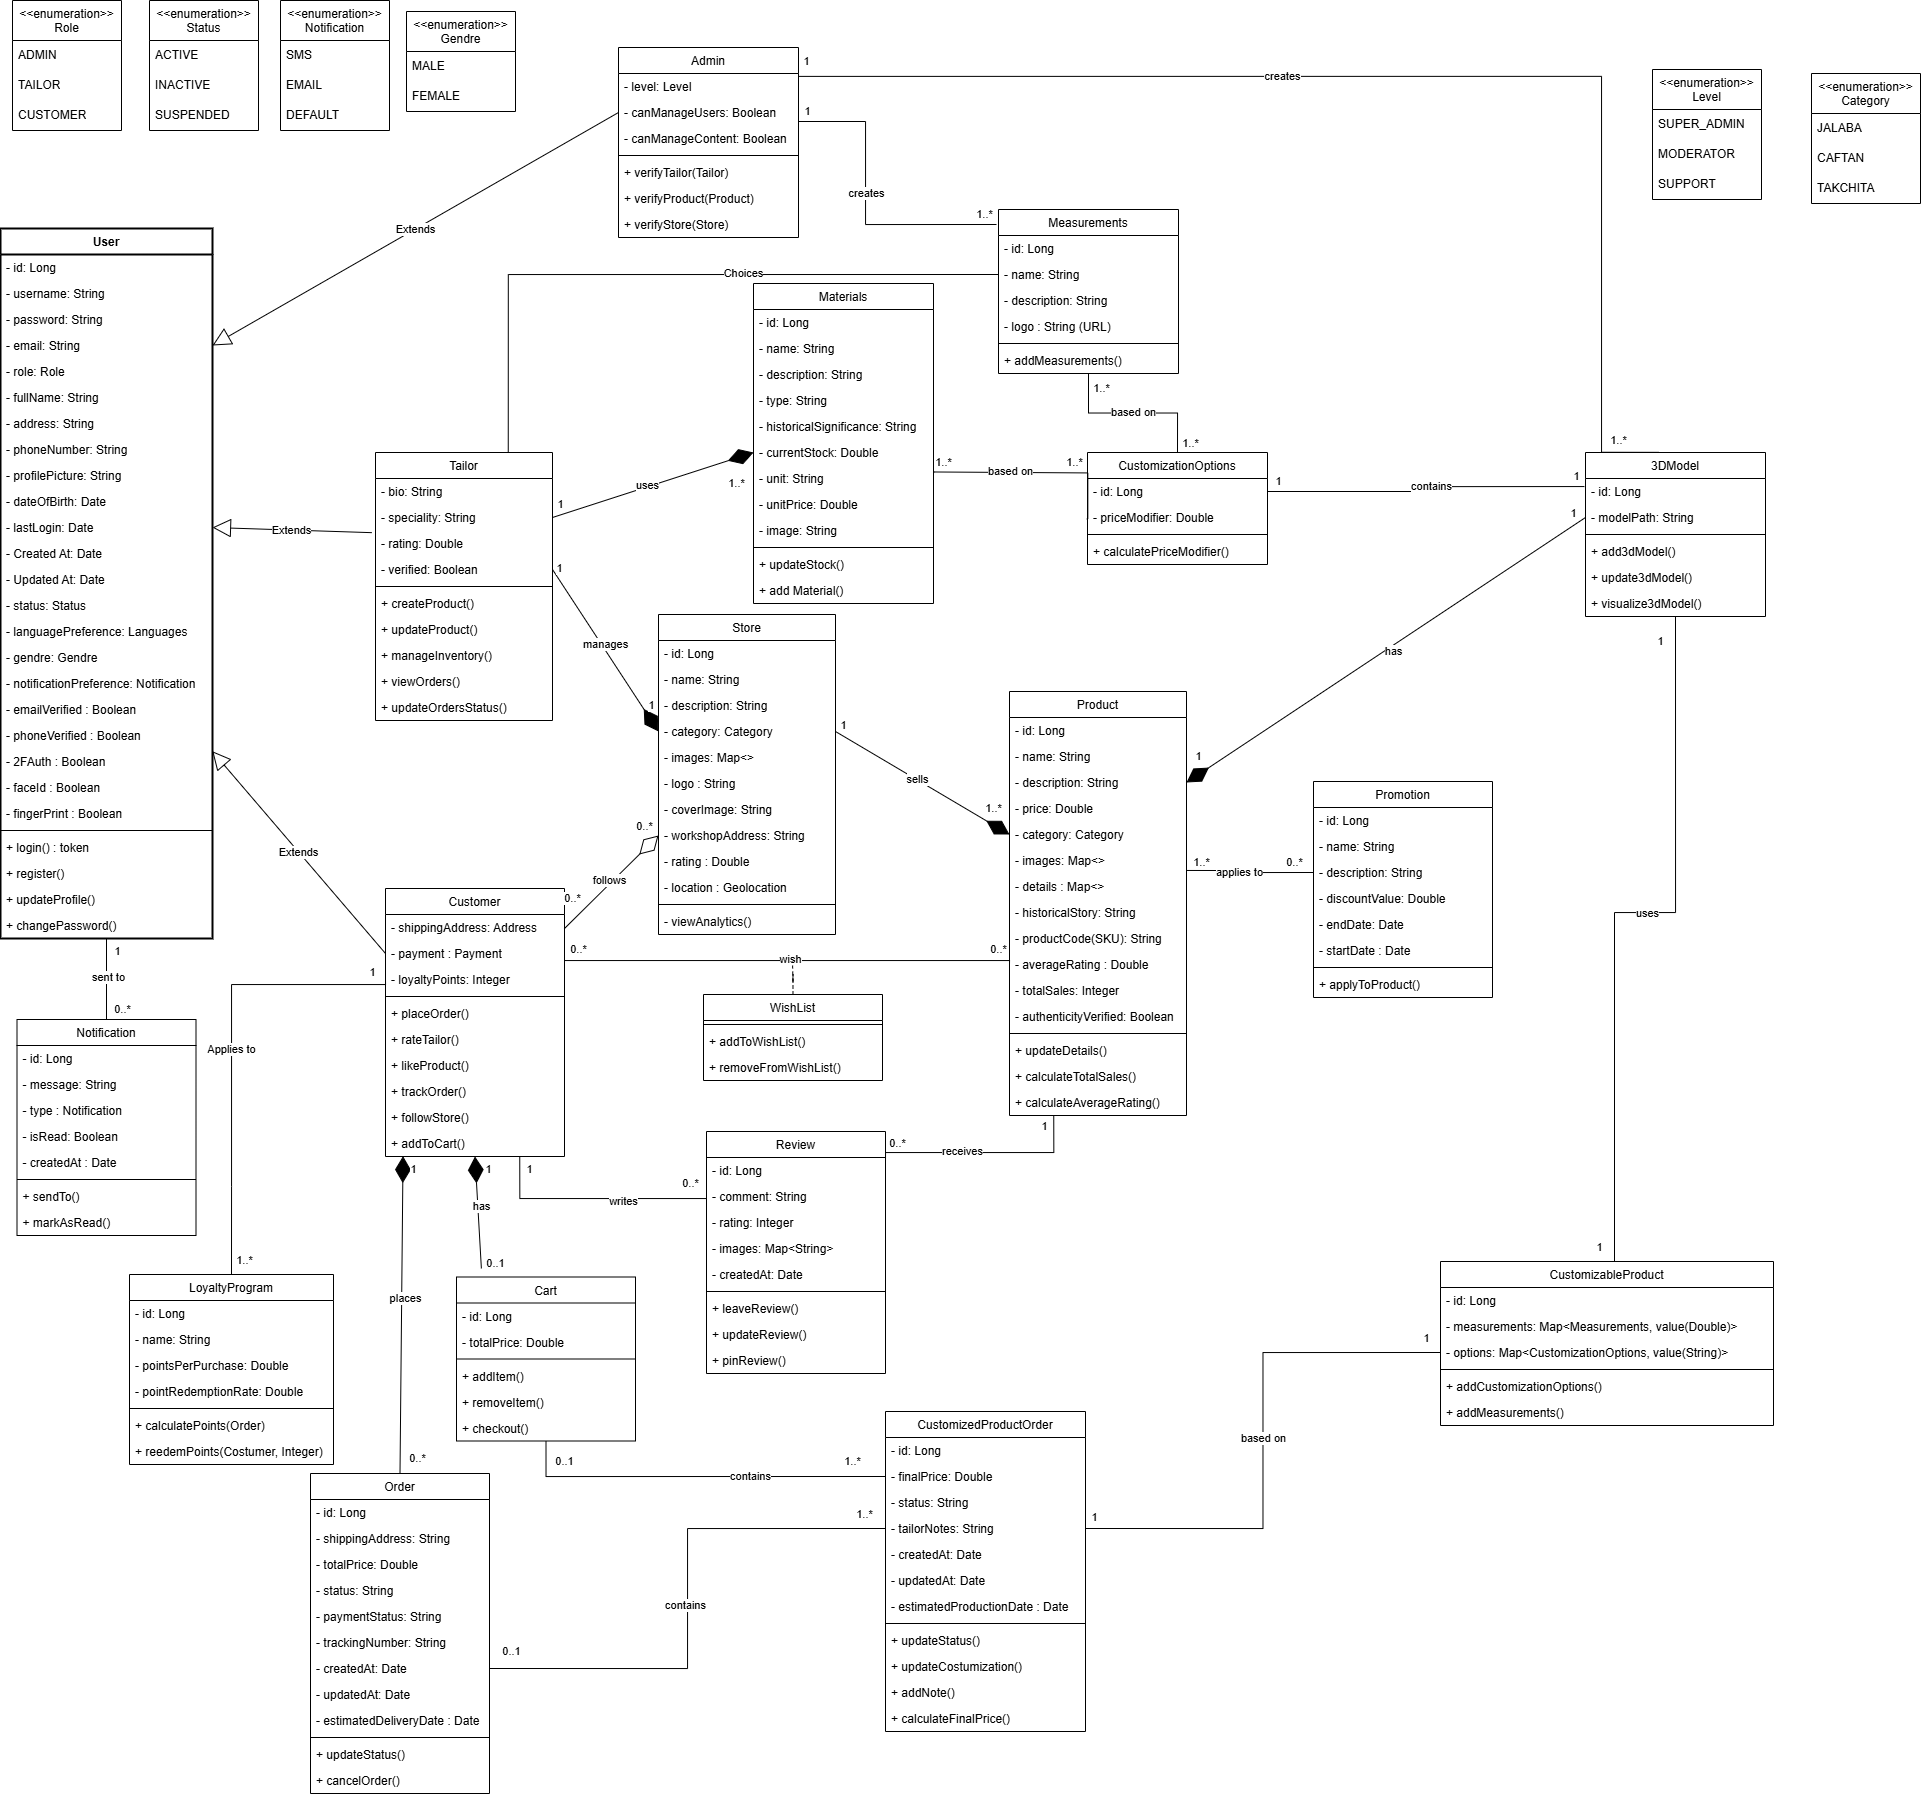 <<enumeration>>
Role
ADMIN
TAILOR
CUSTOMER
<<enumeration>>
Status
ACTIVE
INACTIVE
SUSPENDED
<<enumeration>>
Notification
SMS
EMAIL
DEFAULT
<<enumeration>>
Gendre
MALE
FEMALE
Admin
- level: Level
- canManageUsers: Boolean
- canManageContent: Boolean
+ verifyTailor(Tailor)
+ verifyProduct(Product)
+ verifyStore(Store)
1
creates
1..*
1
creates
1..*
<<enumeration>>
Level
SUPER_ADMIN
MODERATOR
SUPPORT
<<enumeration>>
Category
JALABA
CAFTAN
TAKCHITA
Extends
User
- id: Long
- username: String
- password: String
- email: String
- role: Role
- fullName: String
- address: String
- phoneNumber: String
- profilePicture: String
- dateOfBirth: Date
- lastLogin: Date
- Created At: Date
- Updated At: Date
- status: Status
- languagePreference: Languages
- gendre: Gendre
- notificationPreference: Notification
- emailVerified : Boolean
- phoneVerified : Boolean
- 2FAuth : Boolean
- faceId : Boolean
- fingerPrint : Boolean
+ login() : token
+ register()
+ updateProfile()
+ changePassword()
Measurements
- id: Long
- name: String
- description: String
- logo : String (URL)
+ addMeasurements()
Choices
Materials
- id: Long
- name: String
- description: String
- type: String
- historicalSignificance: String
- currentStock: Double
- unit: String
- unitPrice: Double
- image: String
+ updateStock()
+ add Material()
1..*
based on
1..*
Extends
Tailor
- bio: String
- speciality: String
- rating: Double
- verified: Boolean
+ createProduct()
+ updateProduct()
+ manageInventory()
+ viewOrders()
+ updateOrdersStatus()
1
uses
1..*
1..*
based on
1..*
CustomizationOptions
- id: Long
- priceModifier: Double
+ calculatePriceModifier()
1
contains
1
3DModel
- id: Long
- modelPath: String
+ add3dModel()
+ update3dModel()
+ visualize3dModel()
1
manages
1
Store
- id: Long
- name: String
- description: String
- category: Category
- images: Map<>
- logo : String
- coverImage: String
- workshopAddress: String
- rating : Double
- location : Geolocation
- viewAnalytics()
1
has
1
1
sells
1..*
Product
- id: Long
- name: String
- description: String
- price: Double
- category: Category
- images: Map<>
- details : Map<>
- historicalStory: String
- productCode(SKU): String
- averageRating : Double
- totalSales: Integer
- authenticityVerified: Boolean
+ updateDetails()
+ calculateTotalSales()
+ calculateAverageRating()
1..*
applies to
0..*
Promotion
- id: Long
- name: String
- description: String
- discountValue: Double
- endDate: Date
- startDate : Date
+ applyToProduct()
1
uses
1
Extends
0..*
follows
0..*
Customer
- shippingAddress: Address
- payment : Payment
- loyaltyPoints: Integer
+ placeOrder()
+ rateTailor()
+ likeProduct()
+ trackOrder()
+ followStore()
+ addToCart()
0..*
wish
0..*
WishList
+ addToWishList()
+ removeFromWishList()
1
sent to
0..*
Notification
- id: Long
- message: String
- type : Notification
- isRead: Boolean
- createdAt : Date
+ sendTo()
+ markAsRead()
1
Applies to
1..*
LoyaltyProgram
- id: Long
- name: String
- pointsPerPurchase: Double
- pointRedemptionRate: Double
+ calculatePoints(Order)
+ reedemPoints(Costumer, Integer)
1
places
0..*
1
has
0..1
1
writes
0..*
0..*
receives
1
Review
- id: Long
- comment: String
- rating: Integer
- images: Map<String>
- createdAt: Date
+ leaveReview()
+ updateReview()
+ pinReview()
Cart
- id: Long
- totalPrice: Double
+ addItem()
+ removeItem()
+ checkout()
CustomizableProduct
- id: Long
- measurements: Map<Measurements, value(Double)>
- options: Map<CustomizationOptions, value(String)>
+ addCustomizationOptions()
+ addMeasurements()
0..1
contains
1..*
1
based on
1
CustomizedProductOrder
- id: Long
- finalPrice: Double
- status: String
- tailorNotes: String
- createdAt: Date
- updatedAt: Date
- estimatedProductionDate : Date
+ updateStatus()
+ updateCostumization()
+ addNote()
+ calculateFinalPrice()
Order
- id: Long
- shippingAddress: String
- totalPrice: Double
- status: String
- paymentStatus: String
- trackingNumber: String
- createdAt: Date
- updatedAt: Date
- estimatedDeliveryDate : Date
+ updateStatus()
+ cancelOrder()
0..1
contains
1..*